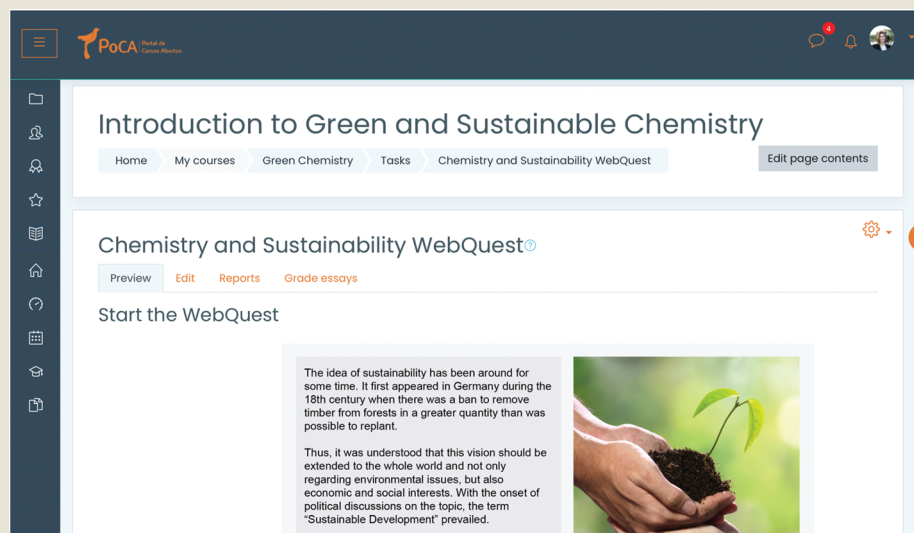 4
PoCA Portal de
Cursos Abertos
Introduction to Green and Sustainable Chemistry
Home My courses Green Chemistry Tasks Chemistry and Sustainability WebQuest
Edit page contents
Chemistry and Sustainability WebQuest
Preview Edit Reports Grade essays
Start the WebQuest
The idea of sustainability has been around for
some time. It first appeared in Germany during the
18th century when there was a ban to remove
timber from forests in a greater quantity than was
possible to replant.
Thus, it was understood that this vision should be
extended to the whole world and not only
regarding environmental issues, but also
economic and social interests. With the onset of
political discussions on the topic, the term
“Sustainable Development” prevailed.